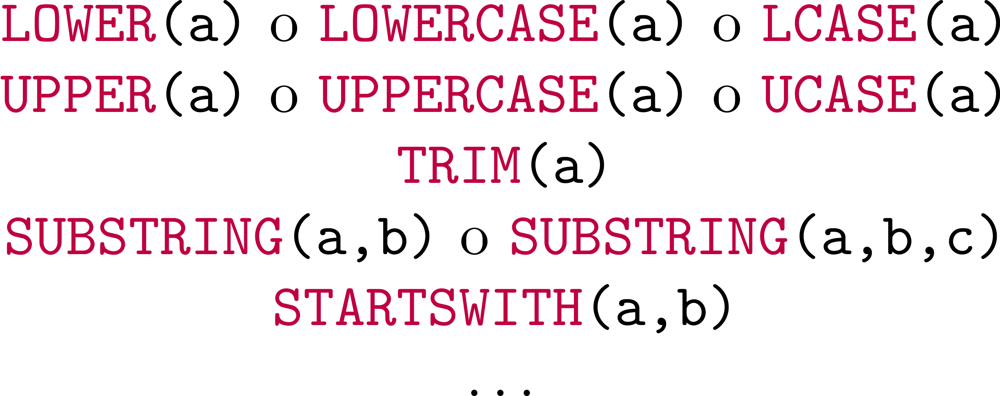 LOWER(a) o LOWERCASE(a) o LCASE(a)
UPPER(a) o UPPERCASE(a) o UCASE(a)
TRIM(a)
SUBSTRING(a,b) o SUBSTRING(a,b,c)
STARTSWITH(a,b)
...